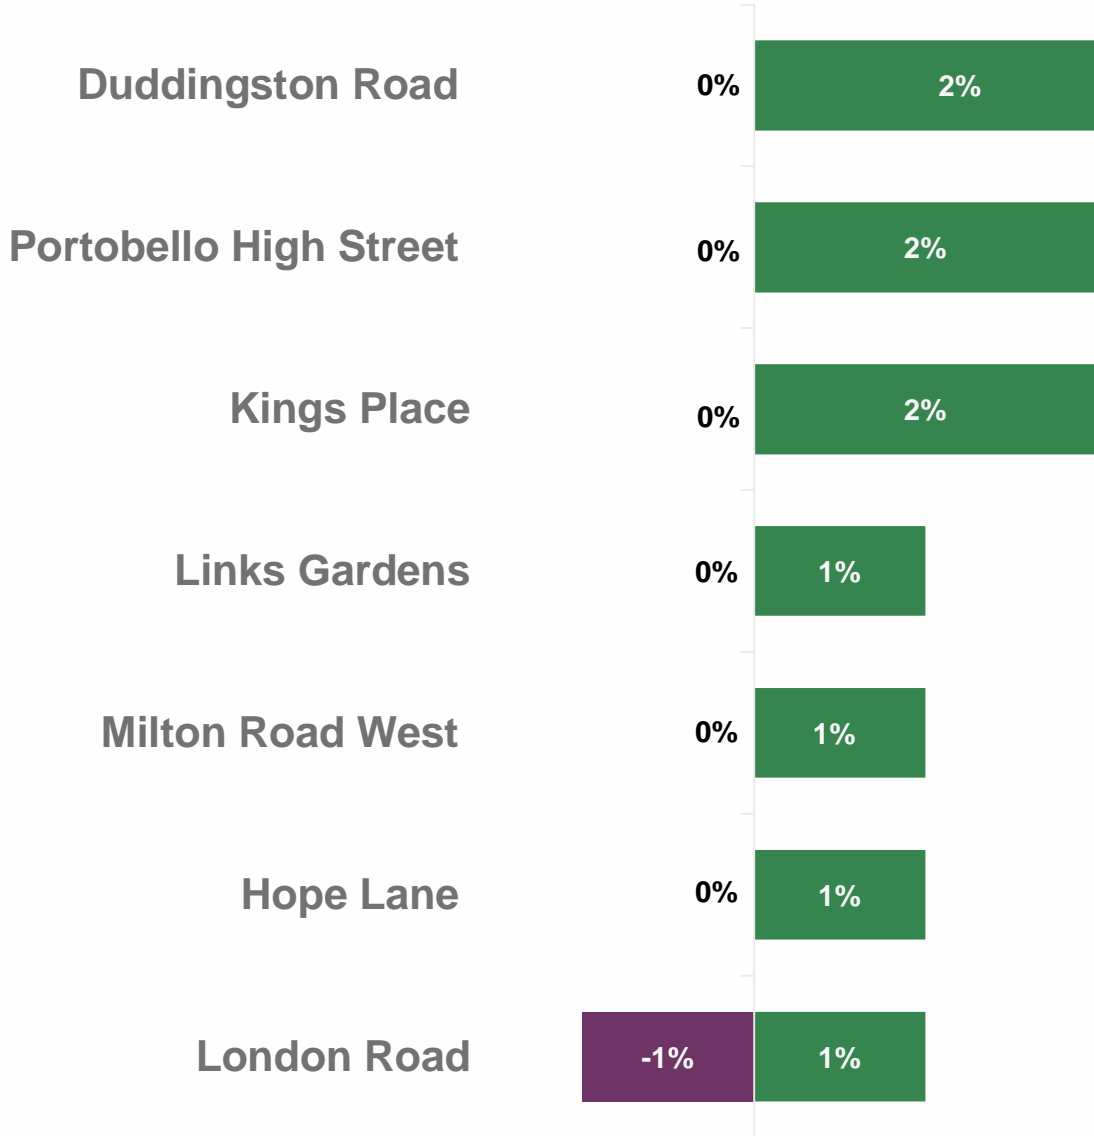 Duddingston Road 0% 2%
Portobello High Street 0% 2%
Kings Place 0% 2%
Links Gardens 0% 1%
Milton Road West 0% 1%
Hope Lane 0% 1%
London Road -1% 1%